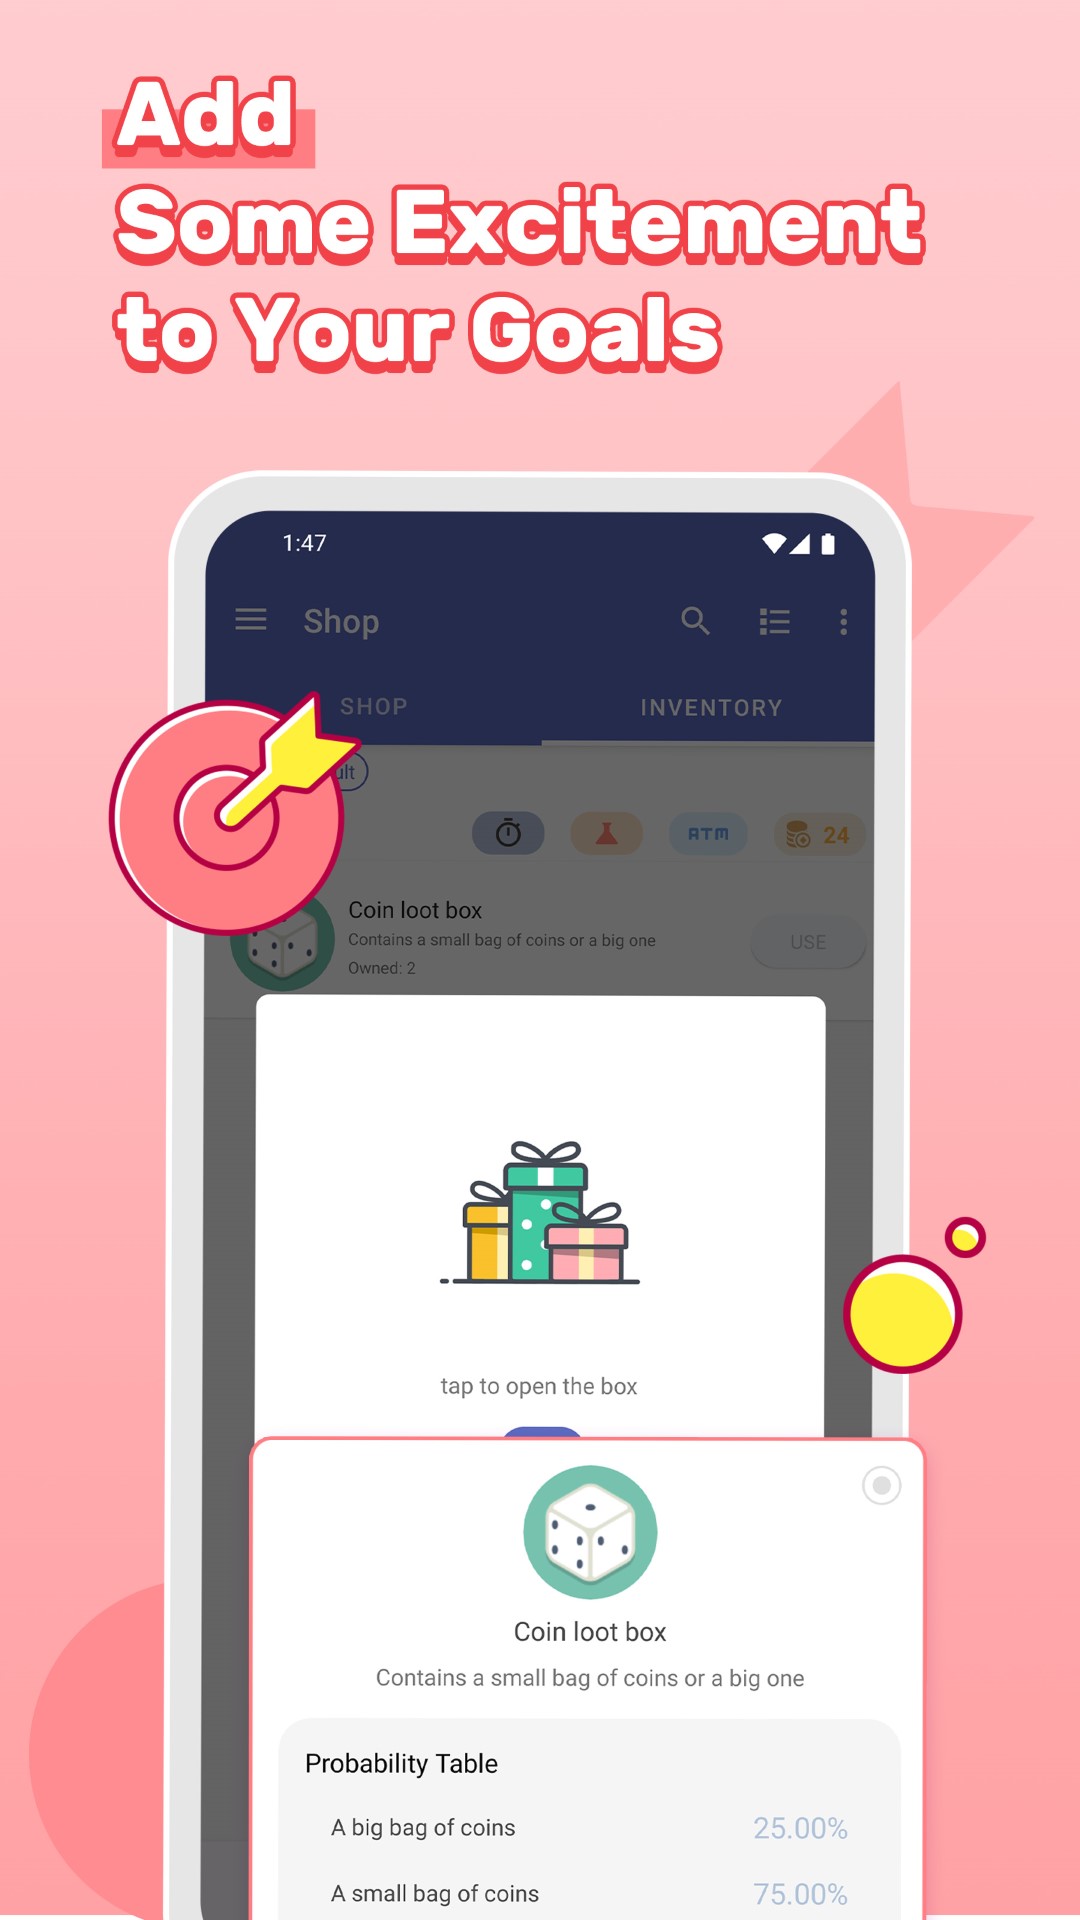 Add
Some Excitement
to Your Goals
1:47
Shop
SHOP
INVENTORY
ATM
24
Coin loot box
Contains a small bag of coins or a big one
Owned: 2
USE
tap to open the box
Coin loot box
Contains a small bag of coins or a big one
Probability Table
A big bag of coins
25.00%
A small bag of coins
75.00%